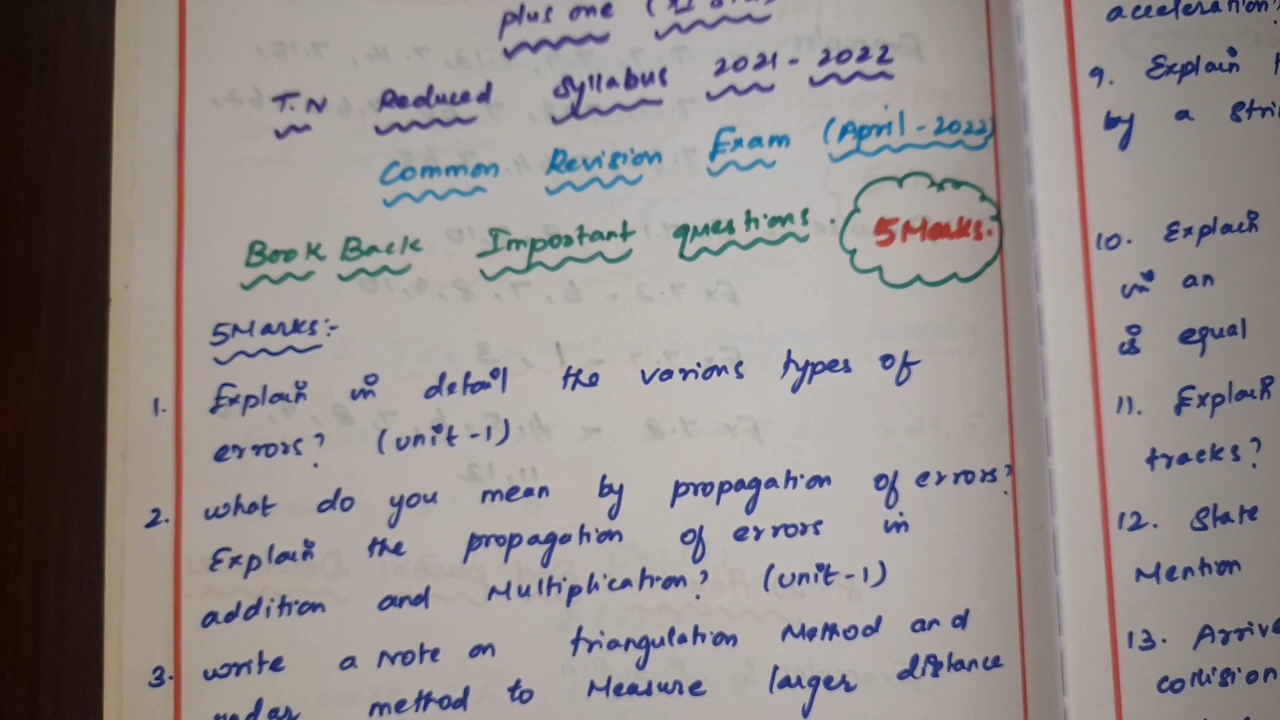 plus one (XI
T.N Reduced Syllabus 2021-2022
Common Revision Exam (April-2022)
Book Back Important questions.
5 Marks.
5Marks:-
1. Explain in detail the various types of
errors? (unit-1)
2. what do you mean by propagation of errors?
Explain the propagation of errors in
addition and Multiplication? (unit-1)
3. write a note on triangulation Method and
radar method to Measure larger distance
acceleration?
9. Explain
by a
10. Explain
in an
is equal
11. Explain
tracks?
12. State
Mention
13.
collision